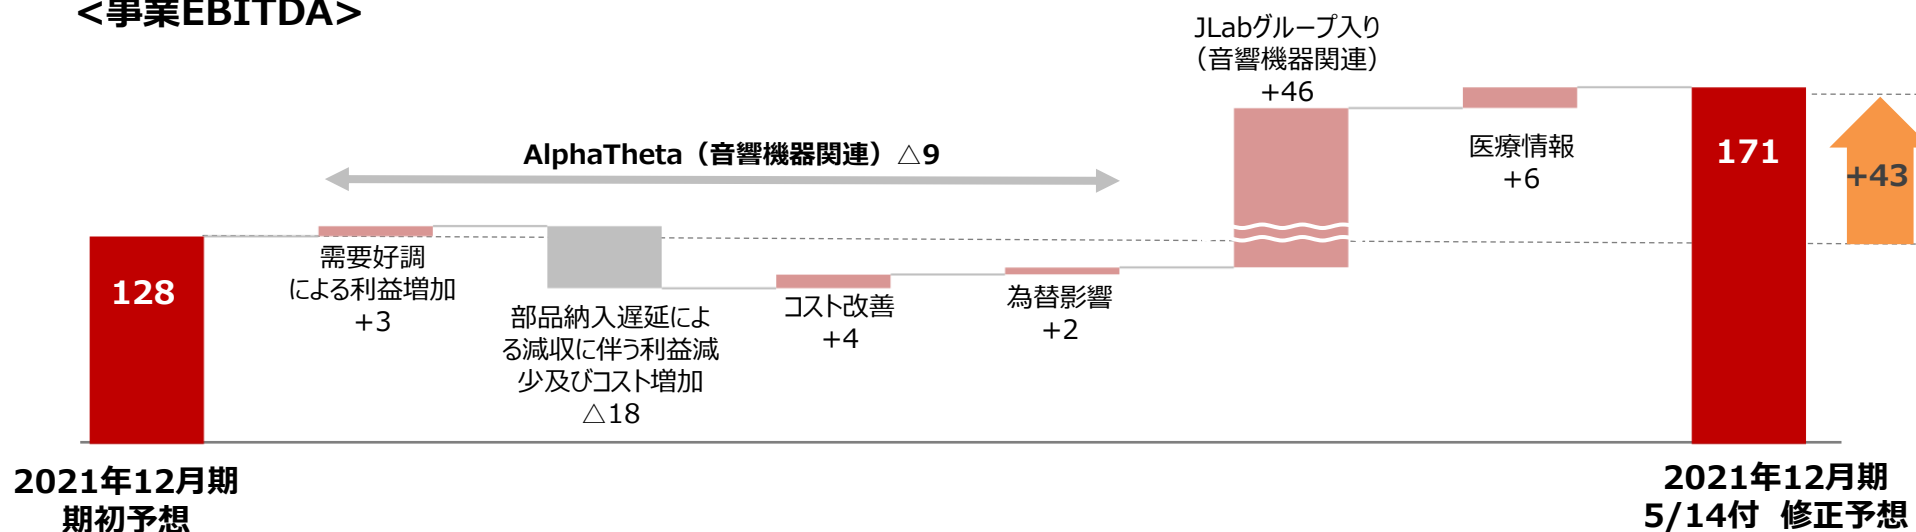 <事業EBITDA>
JLabグループ入り
（音響機器関連）
+46
AlphaTheta（音響機器関連）△9
医療情報
+6
171
+43
128
需要好調
による利益増加
+3
部品納入遅延によ
る減収に伴う利益減
少及びコスト増加
△18
コスト改善
+4
為替影響
+2
2021年12月期
期初予想
2021年12月期
5/14付 修正予想